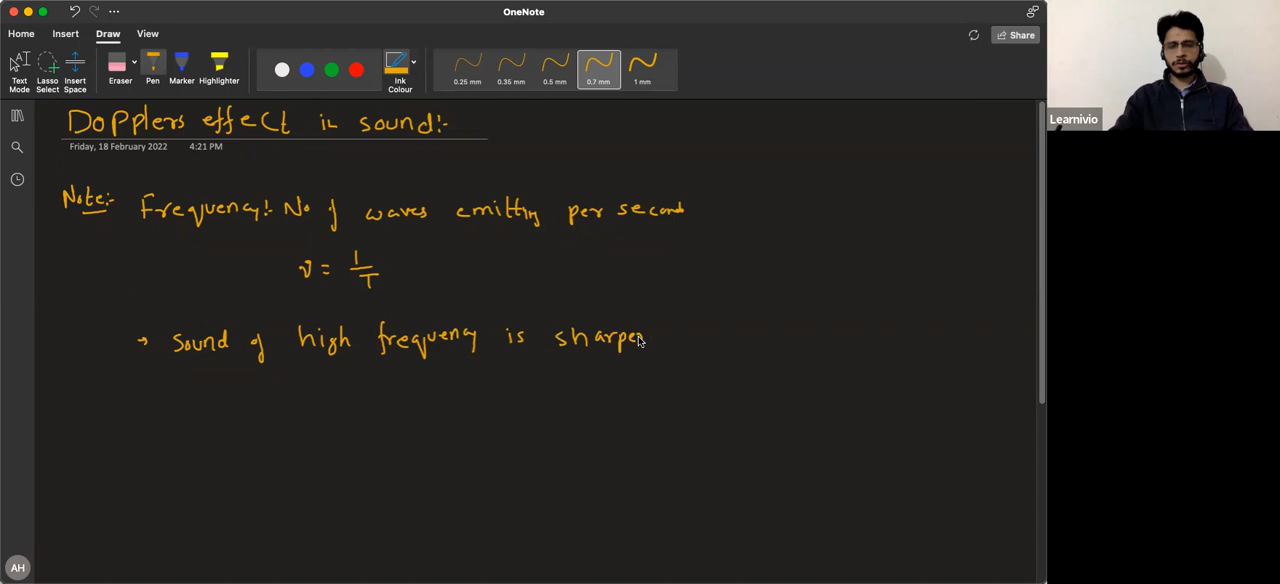 OneNote
Home Insert Draw View
Share
Text Mode
Lasso Select
Insert Space
Eraser
Pen
Marker
Highlighter
Ink Colour
0.25 mm
0.35 mm
0.5 mm
0.7 mm
1 mm
Learnivio
Dopplers effect in sound:-
Friday, 18 February 2022 4:21 PM
Note:- Frequency:- No of waves emitting per second
ν = 1/T
→ Sound of high frequency is sharper
AH